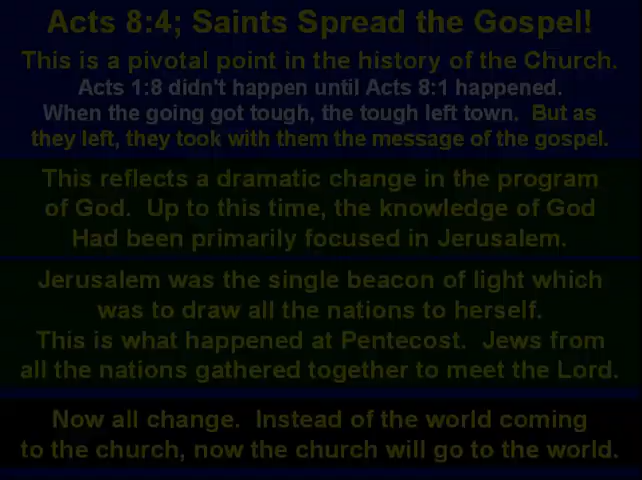 Acts 8:4; Saints Spread the Gospel!
This is a pivotal point in the history of the Church.
Acts 1:8 didn't happen until Acts 8:1 happened.
When the going got tough, the tough left town. But as
they left, they took with them the message of the gospel.
This reflects a dramatic change in the program
of God. Up to this time, the knowledge of God
Had been primarily focused in Jerusalem.
Jerusalem was the single beacon of light which
was to draw all the nations to herself.
This is what happened at Pentecost. Jews from
all the nations gathered together to meet the Lord.
Now all change. Instead of the world coming
to the church, now the church will go to the world.